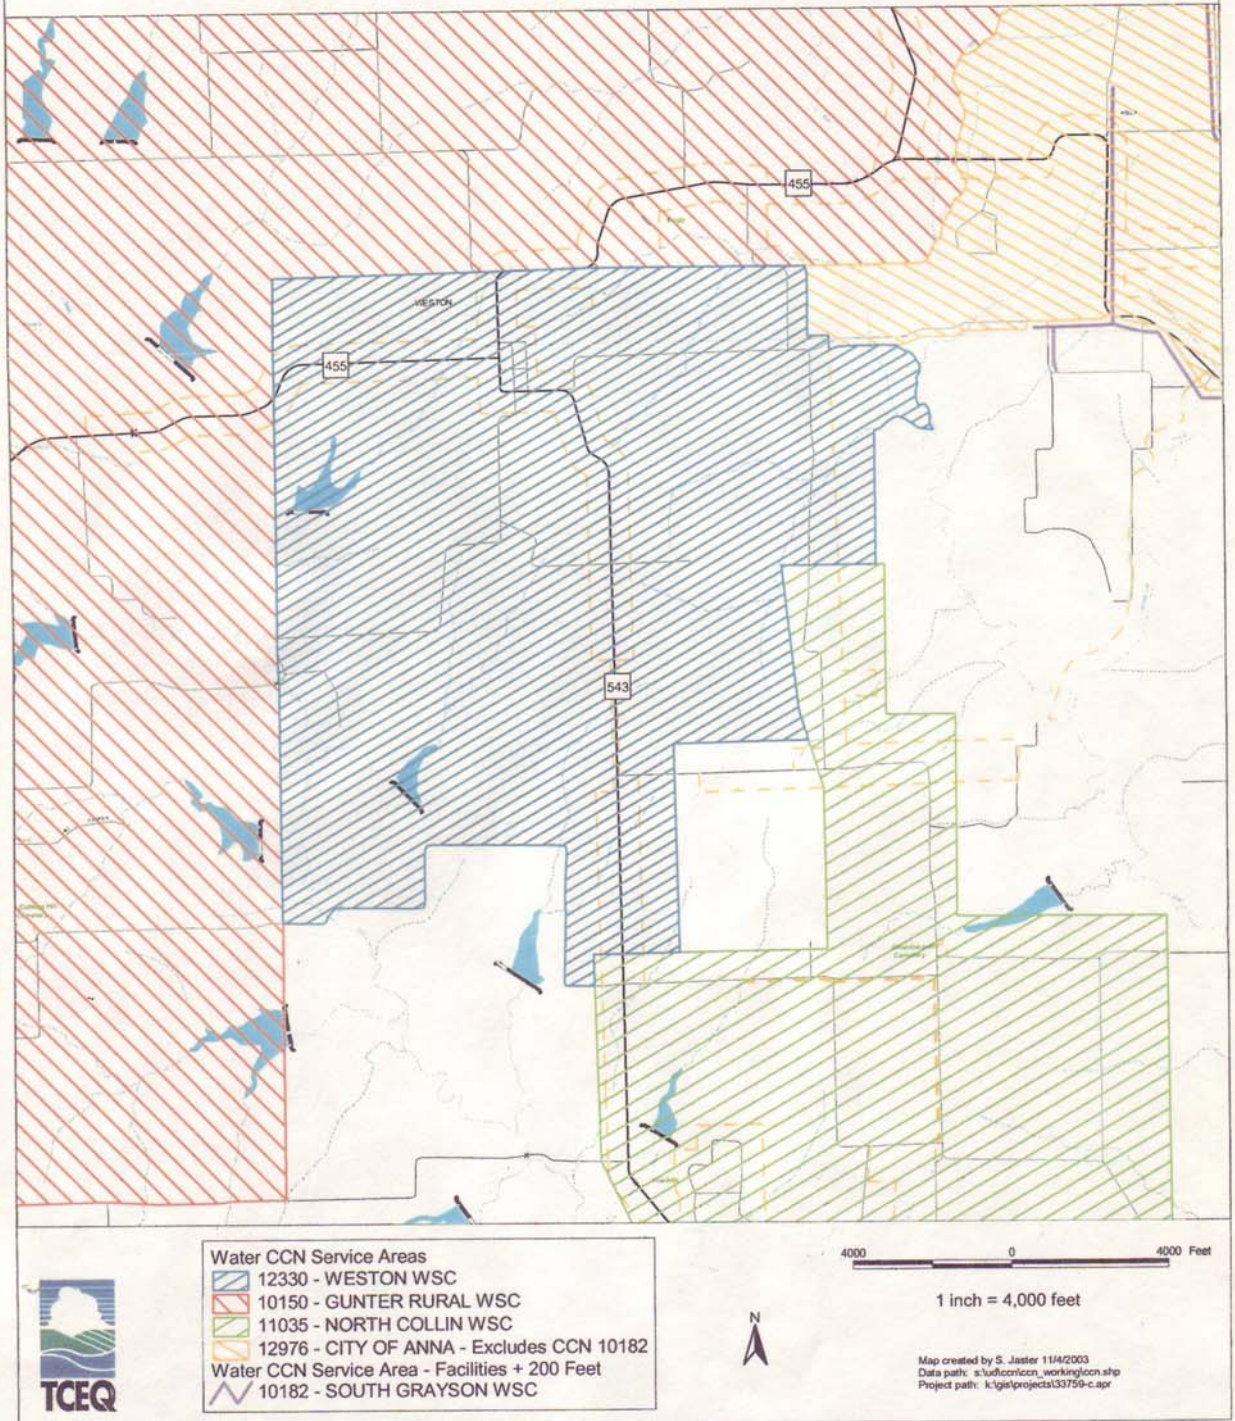 455
WESTON
455
543
Water CCN Service Areas
12330 - WESTON WSC
10150 - GUNTER RURAL WSC
11035 - NORTH COLLIN WSC
12976 - CITY OF ANNA - Excludes CCN 10182
Water CCN Service Area - Facilities + 200 Feet
10182 - SOUTH GRAYSON WSC
TCEQ
N
4000 0 4000 Feet
1 inch = 4,000 feet
Map created by S. Jaster 11/4/2003
Data path: s:\ud\ccn\ccn_working\ccn.shp
Project path: k:\gis\projects\33759-c.apr